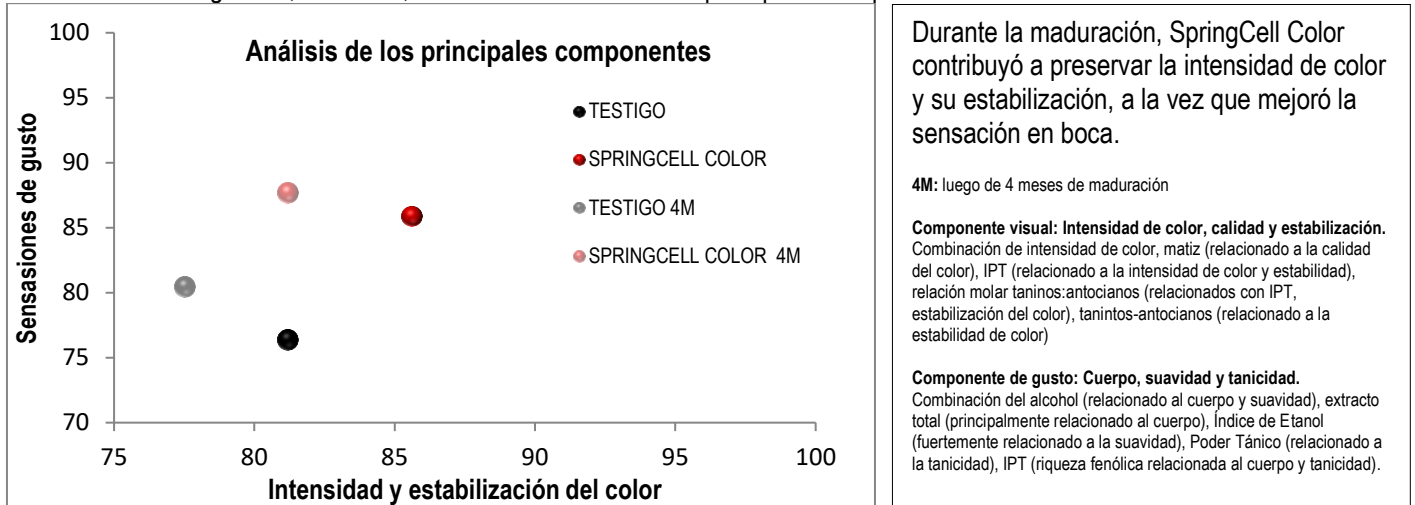 100
95
90
85
80
75
70
75
80
85
90
95
100
Sensasiones de gusto
Intensidad y estabilización del color
Análisis de los principales componentes
TESTIGO
SPRINGCELL COLOR
TESTIGO 4M
SPRINGCELL COLOR 4M
Durante la maduración, SpringCell Color
contribuyó a preservar la intensidad de color
y su estabilización, a la vez que mejoró la
sensación en boca.
4M: luego de 4 meses de maduración
Componente visual: Intensidad de color, calidad y estabilización.
Combinación de intensidad de color, matiz (relacionado a la calidad
del color), IPT (relacionado a la intensidad de color y estabilidad),
relación molar taninos:antocianos (relacionados con IPT,
estabilización del color), tanintos-antocianos (relacionado a la
estabilidad de color)
Componente de gusto: Cuerpo, suavidad y tanicidad.
Combinación del alcohol (relacionado al cuerpo y suavidad), extracto
total (principalmente relacionado al cuerpo), Índice de Etanol
(fuertemente relacionado a la suavidad), Poder Tánico (relacionado a
la tanicidad), IPT (riqueza fenólica relacionada al cuerpo y tanicidad).